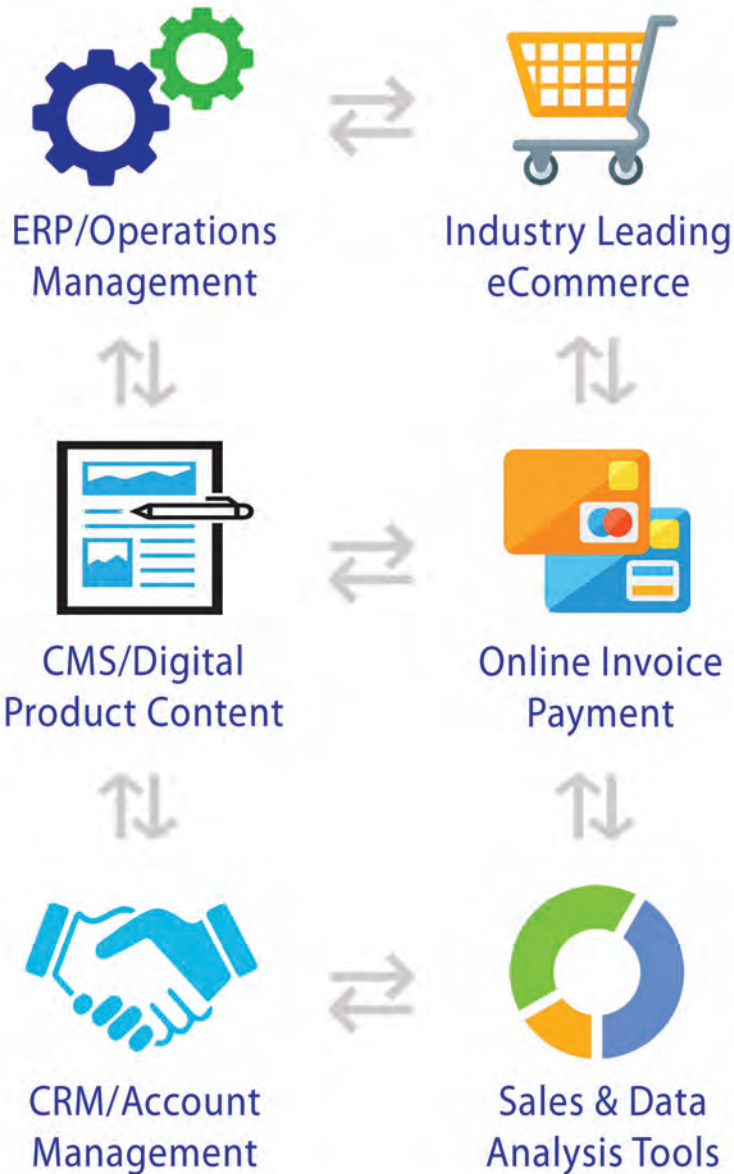 ERP/Operations
Management
Industry Leading
eCommerce
CMS/Digital
Product Content
Online Invoice
Payment
CRM/Account
Management
Sales & Data
Analysis Tools